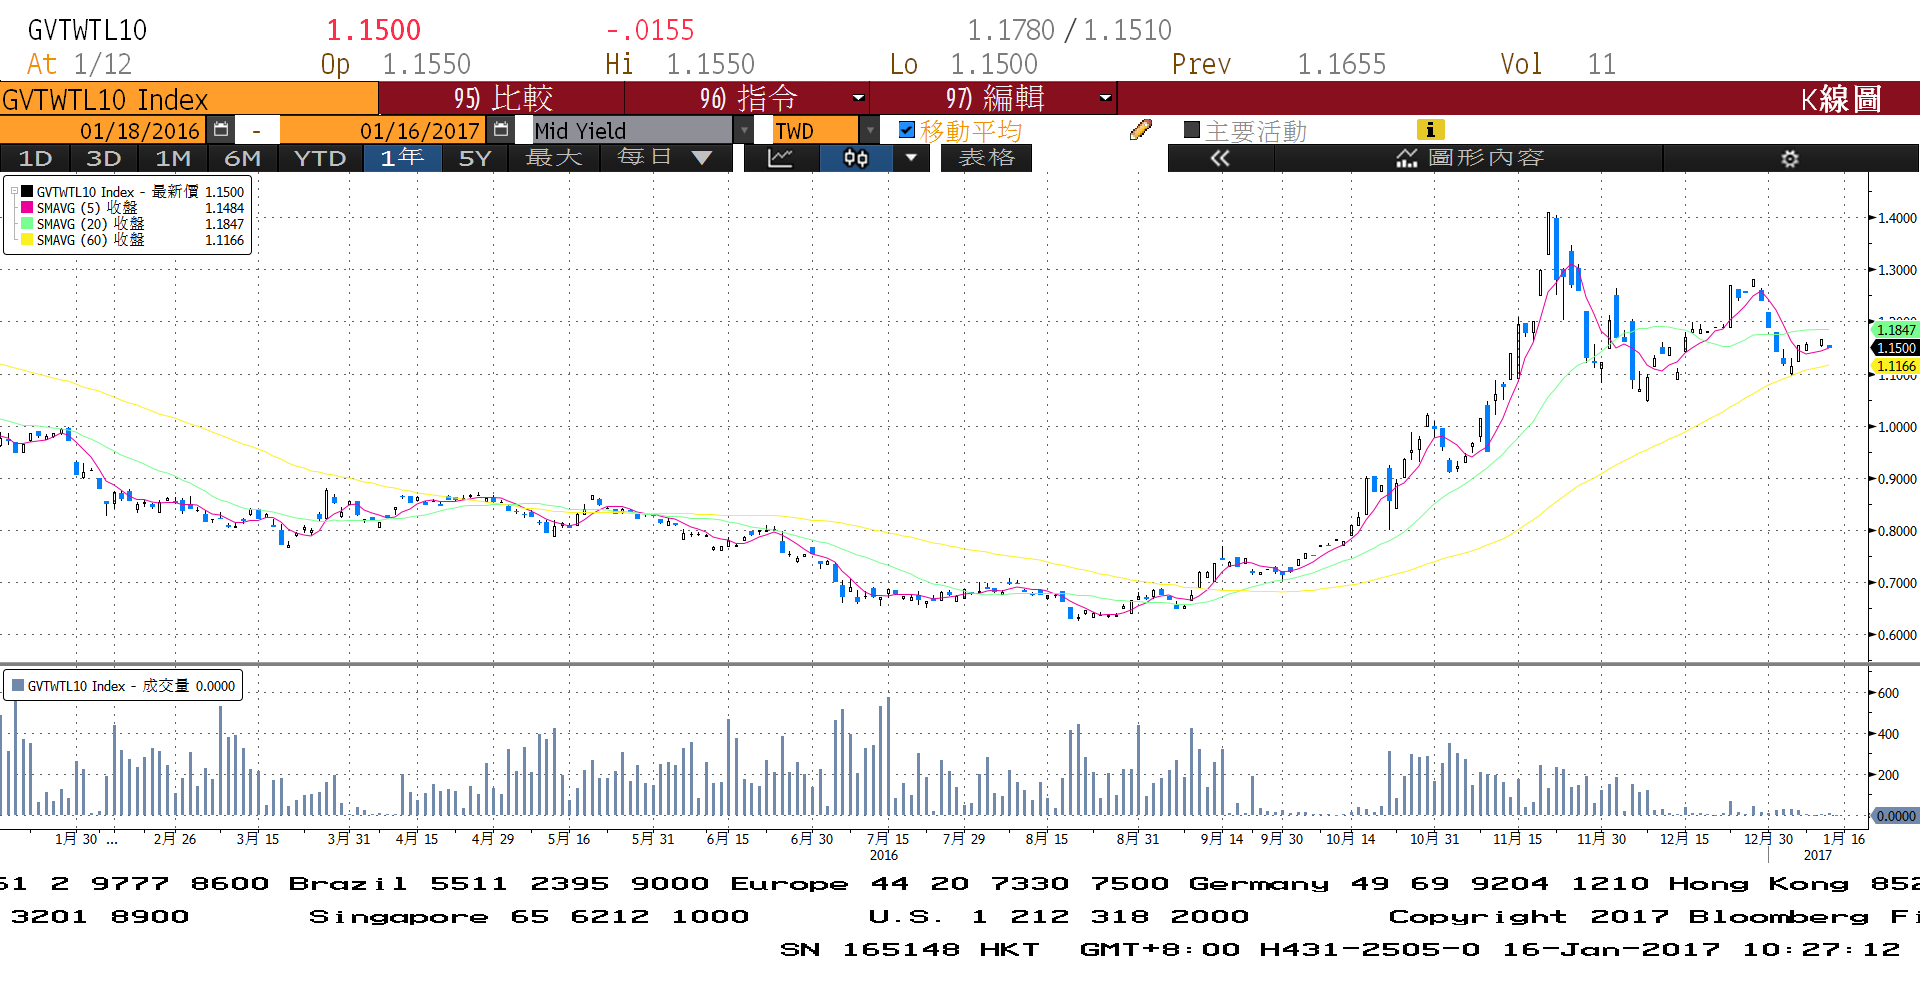 GVTWTL10 1.1500 -.0155 1.1780 / 1.1510
At 1/12 Op 1.1550 Hi 1.1550 Lo 1.1500 Prev 1.1655 Vol 11
GVTWTL10 Index 95) 比較 96) 指令 97) 編輯 K線圖
01/18/2016 - 01/16/2017 Mid Yield TWD 移動平均 主要活動 i
1D 3D 1M 6M YTD 1年 5Y 最大 每日 表格 « 圖形內容
GVTWTL10 Index - 最新價 1.1500
SMAVG (5) 收盤 1.1484
SMAVG (20) 收盤 1.1847
SMAVG (60) 收盤 1.1166
1.4000
1.3000
1.1847
1.1500
1.1166
1.0000
0.9000
0.8000
0.7000
0.6000
GVTWTL10 Index - 成交量 0.0000
600
400
200
0.0000
1月 30 ... 2月 26 3月 15 3月 31 4月 15 4月 29 5月 16 5月 31 6月 15 6月 30 7月 15 7月 29 8月 15 8月 31 9月 14 9月 30 10月 14 10月 31 11月 15 11月 30 12月 15 12月 30 1月 16
2016 2017
61 2 9777 8600 Brazil 5511 2395 9000 Europe 44 20 7330 7500 Germany 49 69 9204 1210 Hong Kong 852
3201 8900 Singapore 65 6212 1000 U.S. 1 212 318 2000 Copyright 2017 Bloomberg Fi
SN 165148 HKT GMT+8:00 H431-2505-0 16-Jan-2017 10:27:12